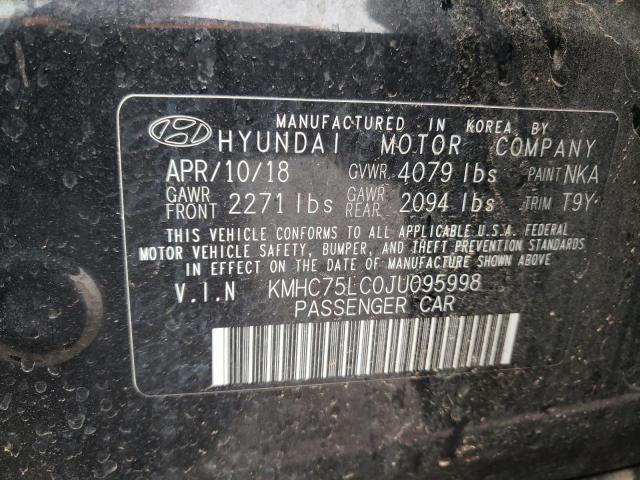 MANUFACTURED IN KOREA BY
HYUNDAI MOTOR COMPANY
APR/10/18 GVWR 4079 lbs PAINT NKA
GAWR FRONT 2271 lbs GAWR REAR 2094 lbs TRIM T9Y
THIS VEHICLE CONFORMS TO ALL APPLICABLE U.S.A. FEDERAL
MOTOR VEHICLE SAFETY, BUMPER, AND THEFT PREVENTION STANDARDS
IN EFFECT ON THE DATE OF MANUFACTURE SHOWN ABOVE
V.I.N KMHC75LC0JU095998
PASSENGER CAR